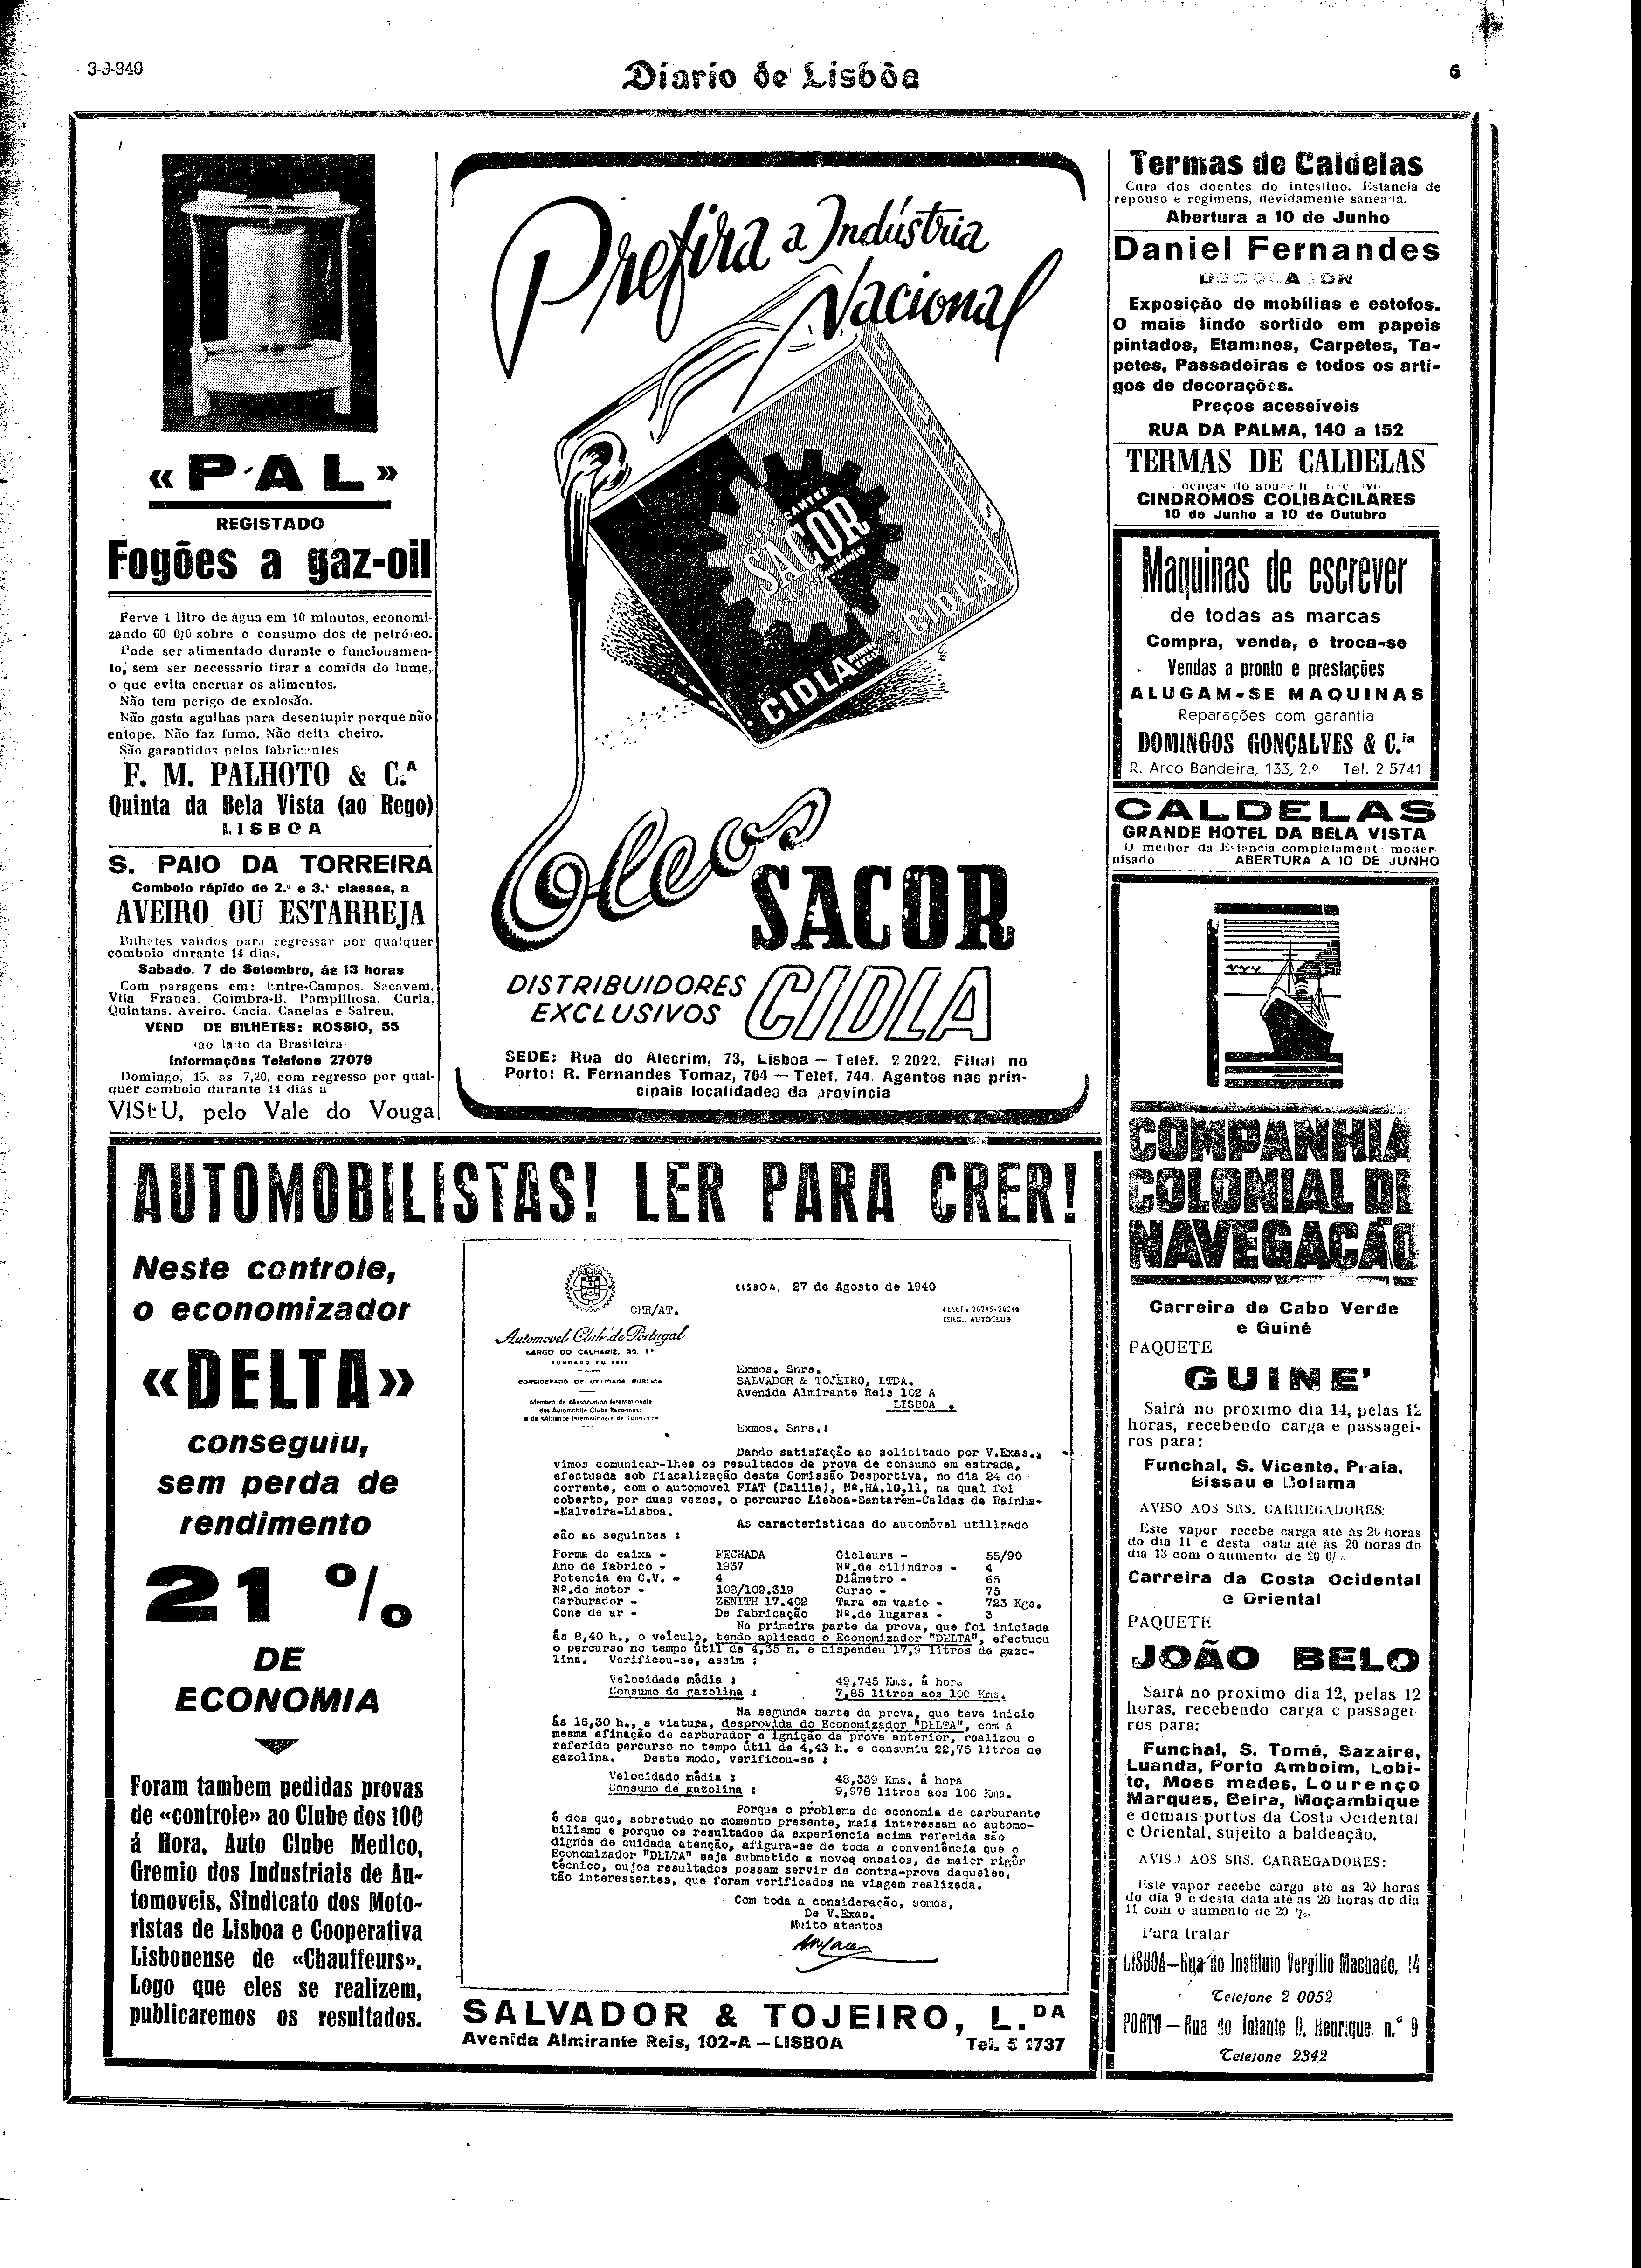 3-9-940
Diario de Lisbôa
6
«PAL»
REGISTADO
Fogões a gaz-oil
Ferve 1 litro de agua em 10 minutos, economi-
zando 60 0/0 sobre o consumo dos de petróleo.
Pode ser alimentado durante o funcionamen-
to, sem ser necessario tirar a comida do lume,
o que evita encruar os alimentos.
Não tem perigo de explosão.
Não gasta agulhas para desentupir porque não
entope. Não faz fumo. Não deita cheiro.
São garantidos pelos fabricantes
F. M. PALHOTO & C.ᴬ
Quinta da Bela Vista (ao Rego)
LISBOA
S. PAIO DA TORREIRA
Comboio rápido de 2.ª e 3.ª classes, a
AVEIRO OU ESTARREJA
Bilhetes validos para regressar por qualquer
comboio durante 14 dias.
Sabado. 7 de Setembro, ás 13 horas
Com paragens em: Entre-Campos. Sacavem.
Vila Franca. Coimbra-B. Pampilhosa. Curia.
Quintans. Aveiro. Cacia, Canelas e Salreu.
VEND DE BILHETES: ROSSIO, 55
(ao lado da Brasileira)
Informações Telefone 27079
Domingo, 15, as 7,20, com regresso por qual-
quer comboio durante 14 dias a
VISEU, pelo Vale do Vouga
Prefira a Indústria
Nacional
SACOR
CIDLA
CIDLA
Oleos
SACOR
DISTRIBUIDORES
EXCLUSIVOS
CIDLA
SEDE: Rua do Alecrim, 73, Lisboa — Telef. 2 2022. Filial no
Porto: R. Fernandes Tomaz, 704 — Telef. 744. Agentes nas prin-
cipais localidades da provincia
Termas de Caldelas
Cura dos doentes do intestino. Estancia de
repouso e regimens, devidamente saneada.
Abertura a 10 de Junho
Daniel Fernandes
DECORADOR
Exposição de mobílias e estofos.
O mais lindo sortido em papeis
pintados, Etamines, Carpetes, Ta-
petes, Passadeiras e todos os arti-
gos de decorações.
Preços acessíveis
RUA DA PALMA, 140 a 152
TERMAS DE CALDELAS
CINDROMOS COLIBACILARES
10 de Junho a 10 de Outubro
Maquinas de escrever
de todas as marcas
Compra, venda, e troca-se
Vendas a pronto e prestações
ALUGAM-SE MAQUINAS
Reparações com garantia
DOMINGOS GONÇALVES & C.ia
R. Arco Bandeira, 133, 2.º Tel. 2 5741
CALDELAS
GRANDE HOTEL DA BELA VISTA
O melhor da Estancia completamente moder-
nisado ABERTURA A 10 DE JUNHO
COMPANHIA
COLONIAL DE
NAVEGAÇÃO
Carreira de Cabo Verde
e Guiné
PAQUETE
GUINE'
Sairá no próximo dia 14, pelas 12
horas, recebendo carga e passagei-
ros para:
Funchal, S. Vicente, Praia,
Bissau e Bolama
AVISO AOS SRS. CARREGADORES:
Este vapor recebe carga até as 20 horas
do dia 11 e desta data até as 20 horas do
dia 13 com o aumento de 20 0/0.
Carreira da Costa Ocidental
e Oriental
PAQUETE
JOÃO BELO
Sairá no proximo dia 12, pelas 12
horas, recebendo carga e passagei
ros para:
Funchal, S. Tomé, Sazaire,
Luanda, Porto Amboim, Lobi-
to, Mossamedes, Lourenço
Marques, Beira, Moçambique
e demais portos da Costa Ocidental
e Oriental, sujeito a baldeação.
AVISO AOS SRS. CARREGADORES:
Este vapor recebe carga até as 20 horas
do dia 9 e desta data até as 20 horas do dia
11 com o aumento de 20 %.
Para tratar
LISBOA—Rua do Instituto Vergilio Machado, 14
Telefone 2 0052
PORTO — Rua do Infante D. Henrique, n.º 9
Telefone 2342
AUTOMOBILISTAS! LER PARA CRER!
Neste controle,
o economizador
«DELTA»
conseguiu,
sem perda de
rendimento
21 %
DE
ECONOMIA
Foram tambem pedidas provas
de «controle» ao Clube dos 100
á Hora, Auto Clube Medico,
Gremio dos Industriais de Au-
tomoveis, Sindicato dos Moto-
ristas de Lisboa e Cooperativa
Lisbonense de «Chauffeurs».
Logo que eles se realizem,
publicaremos os resultados.
LISBOA, 27 de Agosto de 1940
CMR/AT.
TELEFS 20245-20246
TELEG.: AUTOCLUB
Automovel Club de Portugal
LARGO DO CALHARIZ, 29, 1.º
FUNDADO EM 1903
CONSIDERADO DE UTILIDADE PUBLICA
Membro da «Association Internationale
des Automobile-Clubs Reconnus»
e da «Alliance Internationale de Tourisme»
Exmos. Snrs.
SALVADOR & TOJEIRO, LTDA.
Avenida Almirante Reis 102 A
LISBOA .
Exmos. Snrs.:
Dando satisfação ao solicitado por V.Exas.,
vimos comunicar-lhes os resultados da prova de consumo em estrada,
efectuada sob fiscalização desta Comissão Desportiva, no dia 24 do
corrente, com o automovel FIAT (Balila), Nº.HA.10.11, na qual foi
coberto, por duas vezes, o percurso Lisboa-Santarém-Caldas da Rainha-
-Malveira-Lisboa.
As caracteristicas do automóvel utilizado
são as seguintes :
Forma da caixa - FECHADA Gicleurs - 55/90
Ano de fabrico - 1937 Nº.de cilindros - 4
Potencia em C.V. - 4 Diâmetro - 65
Nº.do motor - 108/109.319 Curso - 75
Carburador - ZENITH 17.402 Tara em vasio - 723 Kgs.
Cone de ar - De fabricação Nº.de lugares - 3
Na primeira parte da prova, que foi iniciada
ás 8,40 h., o veículo, tendo aplicado o Economizador "DELTA", efectuou
o percurso no tempo útil de 4,35 h. e dispendeu 17,9 litros de gazo-
lina. Verificou-se, assim :
Velocidade média : 49,745 Kms. á hora
Consumo de gazolina : 7,85 litros aos 100 Kms.
Na segunda parte da prova, que teve inicio
ás 16,30 h., a viatura, desprovida do Economizador "DELTA", com a
mesma afinação de carburador e ignição da prova anterior, realizou o
referido percurso no tempo útil de 4,43 h. e consumiu 22,75 litros de
gazolina. Deste modo, verificou-se :
Velocidade média : 48,339 Kms. á hora
Consumo de gazolina : 9,978 litros aos 100 Kms.
Porque o problema de economia de carburante
é dos que, sobretudo no momento presente, mais interessam ao automo-
bilismo e porque os resultados da experiencia acima referida são
dignos de cuidada atenção, afigura-se de toda a conveniência que o
Economizador "DELTA" seja submetido a novos ensaios, de maior rigôr
técnico, cujos resultados possam servir de contra-prova daqueles,
tão interessantes, que foram verificados na viagem realizada.
Com toda a consideração, somos,
De V.Exas.
Muito atentos
SALVADOR & TOJEIRO, L.DA
Avenida Almirante Reis, 102-A — LISBOA Tel. 5 1737